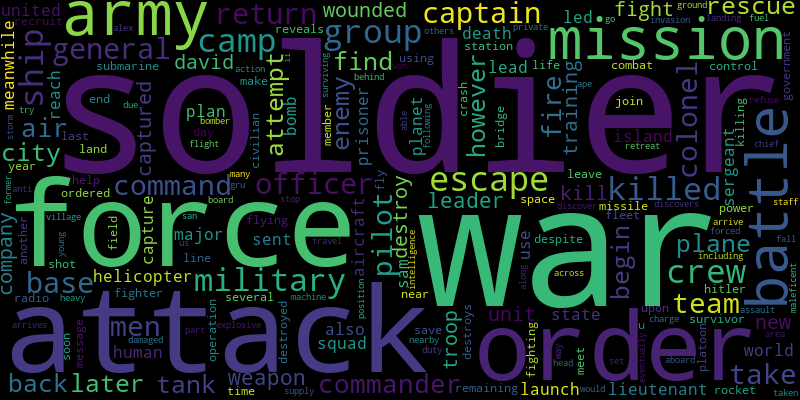 united
army
return
wounded
captain
led
go
ground
rescue
recruit
alex
reveals
fight
invasion
landing
fuel
meanwhile
ship
general
camp
group
death
others
private
mission
submarine
david
find
station
using
reach
action
make
behind
surviving
lead
life
combat
control
government
soldier
attempt
however
fire
training
colonel
end
due
plan
bomb
enemy
prisoner
planet
crash
ape
join
refuse
try
captured
bomber
day
member
able
following
bridge
island
killing
storm
air
last
flight
civilian
retreat
sergeant
chief
city
land
year
many
escape
leave
kill
killed
battle
former
anti
help
ordered
command
gru
officer
leader
space
discover
missile
discovers
staff
force
village
san
board
stop
fly
destroy
war
fleet
power
arrive
company
another
young
field
capture
major
us
flying
sent
travel
aircraft
pilot
same
intelligence
despite
use
begin
forced
plane
including
fall
shot
line
helicopter
near
along
across
crew
hitler
assault
maleficent
base
military
team
radio
heavy
fighter
several
machine
position
attack
troop
unit
order
state
upon
charge
survivor
new
area
arrives
men
message
soon
damaged
human
part
operation
explosive
destroyed
also
squad
save
nearby
duty
destroys
fighting
way
head
meet
set
eventually
aboard
platoon
world
back
later
tank
weapon
time
supply
commander
remaining
launch
would
lieutenant
rocket
take
taken